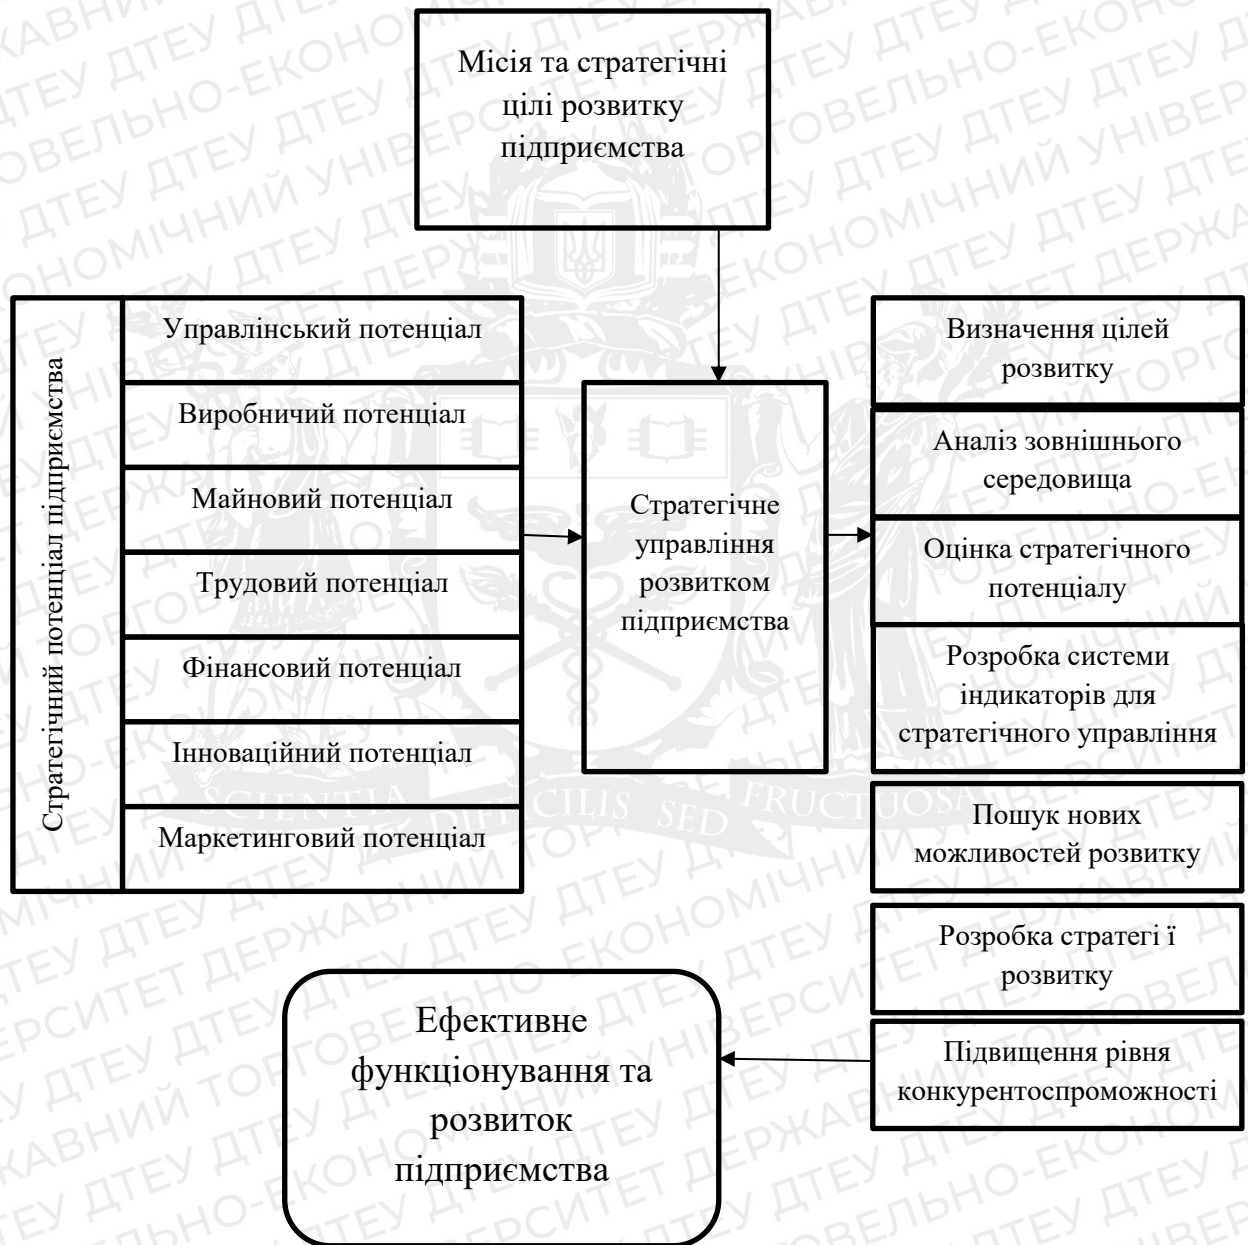 Місія та стратегічні
цілі розвитку
підприємства
Стратегічний потенціал підприємства
Управлінський потенціал
Виробничий потенціал
Майновий потенціал
Трудовий потенціал
Фінансовий потенціал
Інноваційний потенціал
Маркетинговий потенціал
Стратегічне
управління
розвитком
підприємства
Визначення цілей
розвитку
Аналіз зовнішнього
середовища
Оцінка стратегічного
потенціалу
Розробка системи
індикаторів для
стратегічного управління
Пошук нових
можливостей розвитку
Розробка стратегі ї
розвитку
Підвищення рівня
конкурентоспроможності
Ефективне
функціонування та
розвиток
підприємства